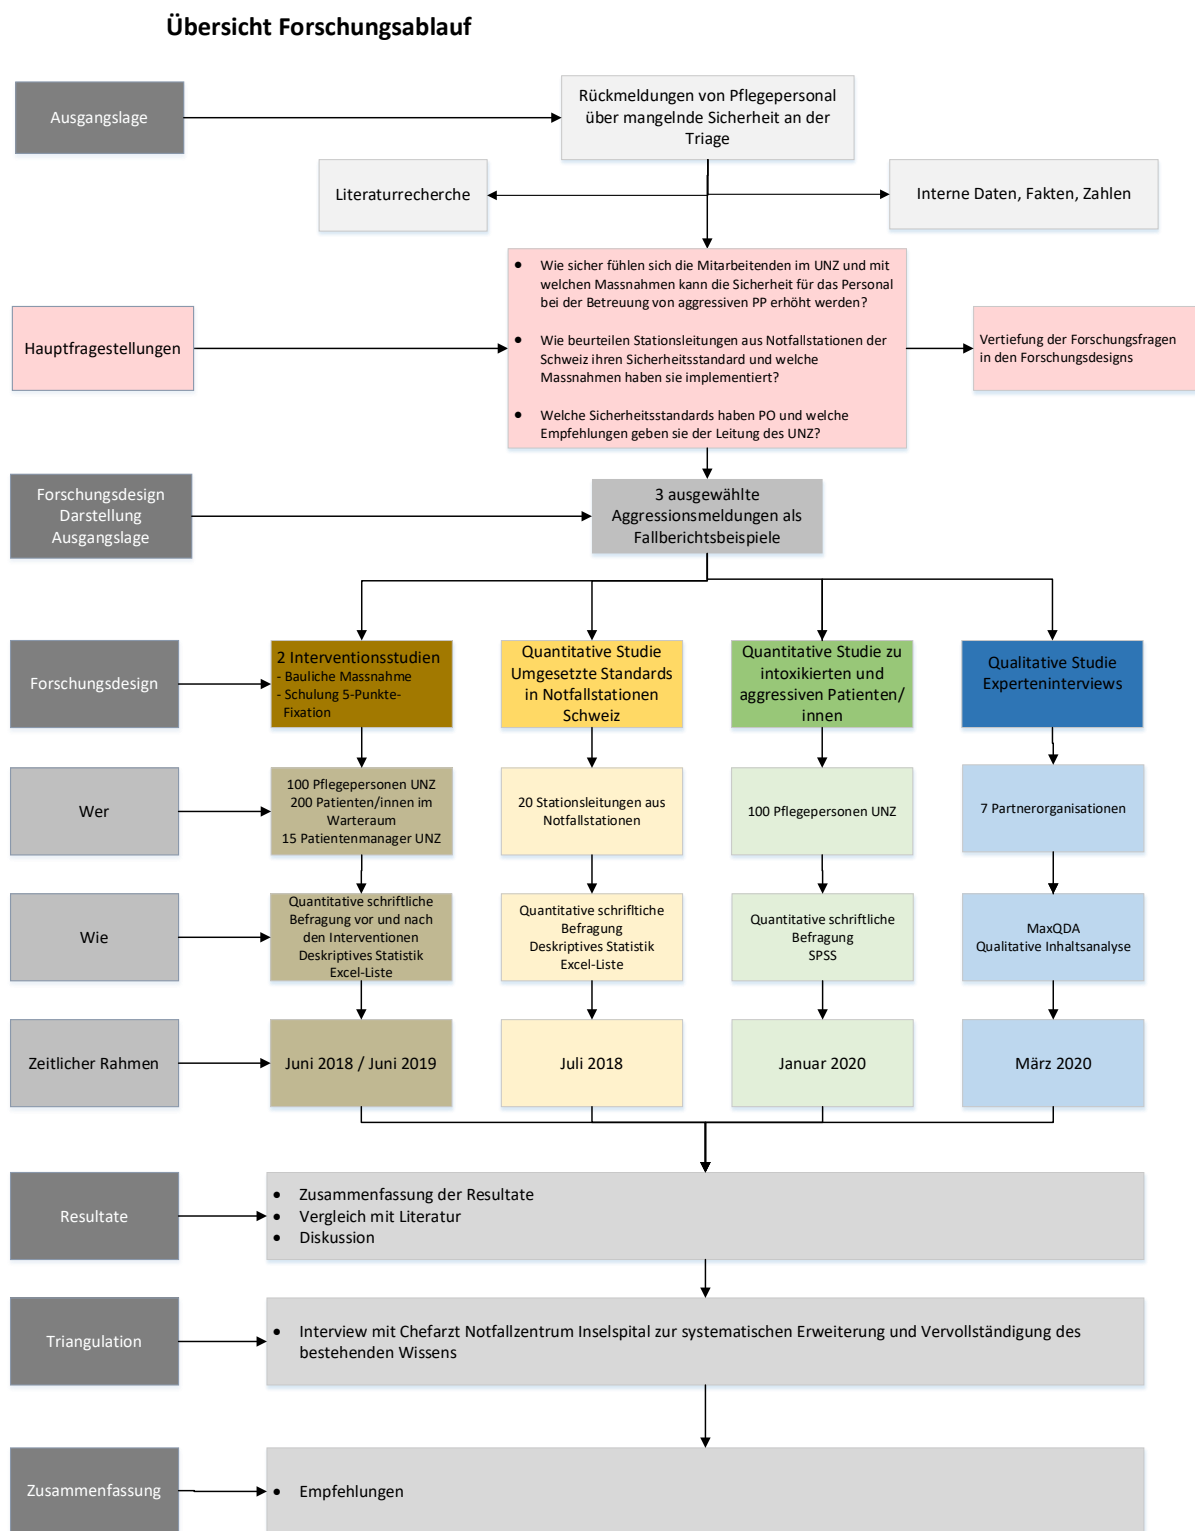 Übersicht Forschungsablauf
Ausgangslage
Rückmeldungen von Pflegepersonal
über mangelnde Sicherheit an der
Triage
Literaturrecherche
Interne Daten, Fakten, Zahlen
Hauptfragestellungen
• Wie sicher fühlen sich die Mitarbeitenden im UNZ und mit
welchen Massnahmen kann die Sicherheit für das Personal
bei der Betreuung von aggressiven PP erhöht werden?
• Wie beurteilen Stationsleitungen aus Notfallstationen der
Schweiz ihren Sicherheitsstandard und welche
Massnahmen haben sie implementiert?
• Welche Sicherheitsstandards haben PO und welche
Empfehlungen geben sie der Leitung des UNZ?
Vertiefung der Forschungsfragen
in den Forschungsdesigns
Forschungsdesign
Darstellung
Ausgangslage
3 ausgewählte
Aggressionsmeldungen als
Fallberichtsbeispiele
Forschungsdesign
2 Interventionsstudien
- Bauliche Massnahme
- Schulung 5-Punkte-
Fixation
Quantitative Studie
Umgesetzte Standards
in Notfallstationen
Schweiz
Quantitative Studie zu
intoxikierten und
aggressiven Patienten/
innen
Qualitative Studie
Experteninterviews
Wer
100 Pflegepersonen UNZ
200 Patienten/innen im
Warteraum
15 Patientenmanager UNZ
20 Stationsleitungen aus
Notfallstationen
100 Pflegepersonen UNZ
7 Partnerorganisationen
Wie
Quantitative schriftliche
Befragung vor und nach
den Interventionen
Deskriptives Statistik
Excel-Liste
Quantitative schrifltiche
Befragung
Deskriptives Statistik
Excel-Liste
Quantitative schriftliche
Befragung
SPSS
MaxQDA
Qualitative Inhaltsanalyse
Zeitlicher Rahmen
Juni 2018 / Juni 2019
Juli 2018
Januar 2020
März 2020
Resultate
• Zusammenfassung der Resultate
• Vergleich mit Literatur
• Diskussion
Triangulation
• Interview mit Chefarzt Notfallzentrum Inselspital zur systematischen Erweiterung und Vervollständigung des
bestehenden Wissens
Zusammenfassung
• Empfehlungen